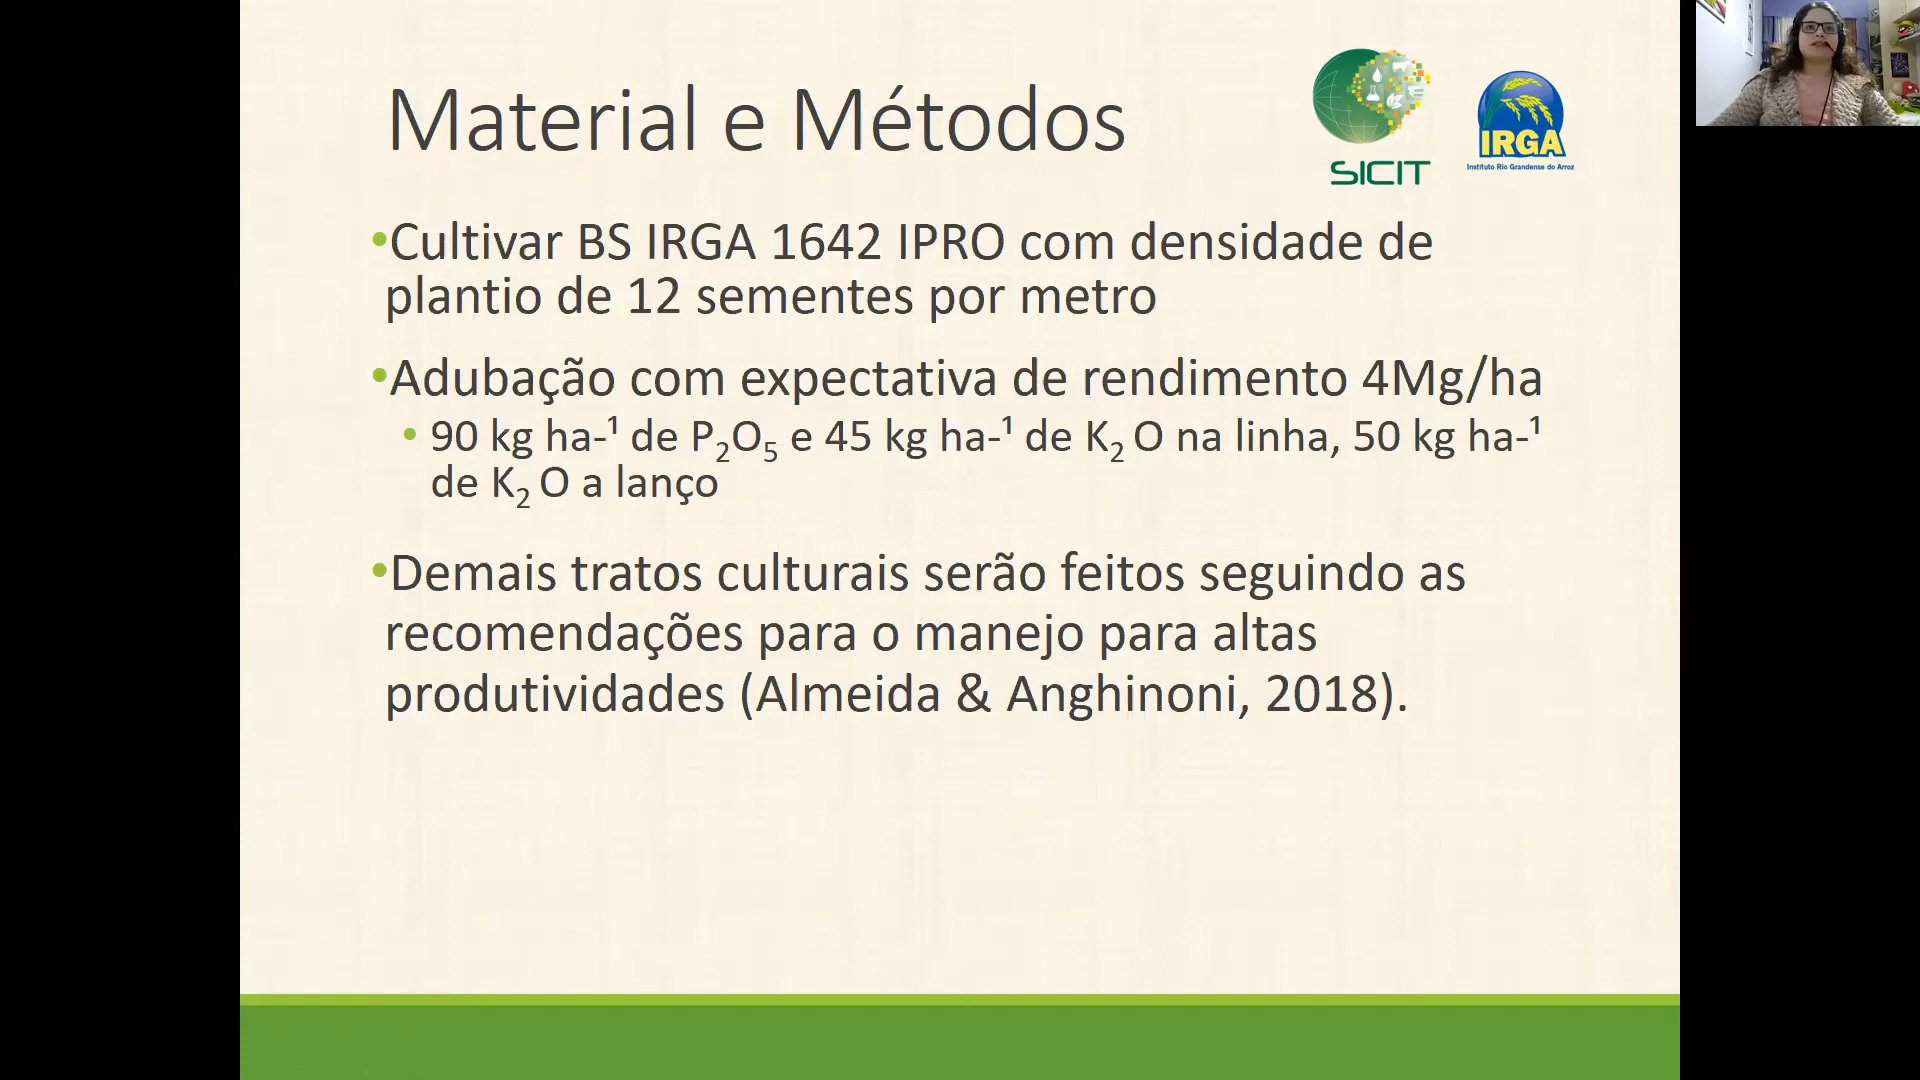 Material e Métodos
SICIT
IRGA
Instituto Rio Grandense do Arroz
•Cultivar BS IRGA 1642 IPRO com densidade de
plantio de 12 sementes por metro
•Adubação com expectativa de rendimento 4Mg/ha
• 90 kg ha-¹ de P₂O₅ e 45 kg ha-¹ de K₂ O na linha, 50 kg ha-¹
de K₂ O a lanço
•Demais tratos culturais serão feitos seguindo as
recomendações para o manejo para altas
produtividades (Almeida & Anghinoni, 2018).